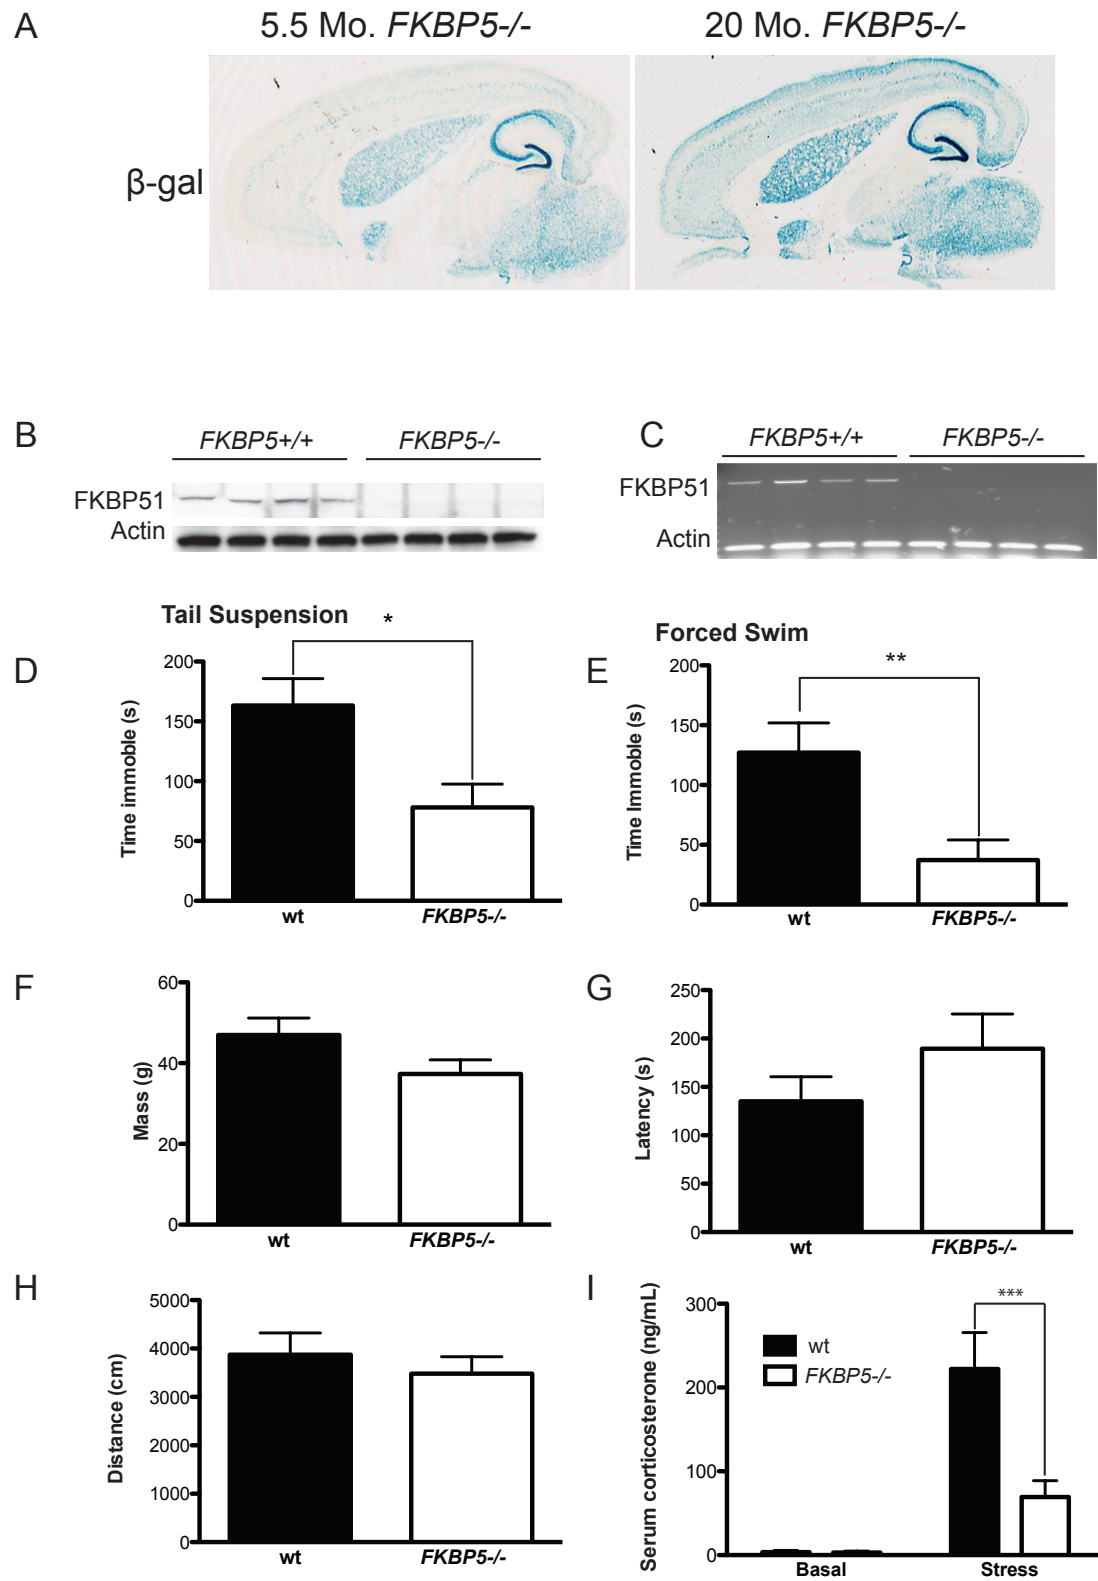 A
5.5 Mo. FKBP5-/-
20 Mo. FKBP5-/-
β-gal
B
FKBP5+/+
FKBP5-/-
FKBP51
Actin
C
FKBP5+/+
FKBP5-/-
FKBP51
Actin
D
Tail Suspension
*
Time immoble (s)
200
150
100
50
0
wt
FKBP5-/-
E
Forced Swim
**
Time Immoble (s)
200
150
100
50
0
wt
FKBP5-/-
F
Mass (g)
60
40
20
0
wt
FKBP5-/-
G
Latency (s)
250
200
150
100
50
0
wt
FKBP5-/-
H
Distance (cm)
5000
4000
3000
2000
1000
0
wt
FKBP5-/-
I
Serum corticosterone (ng/mL)
300
200
100
0
wt
FKBP5-/-
***
Basal
Stress